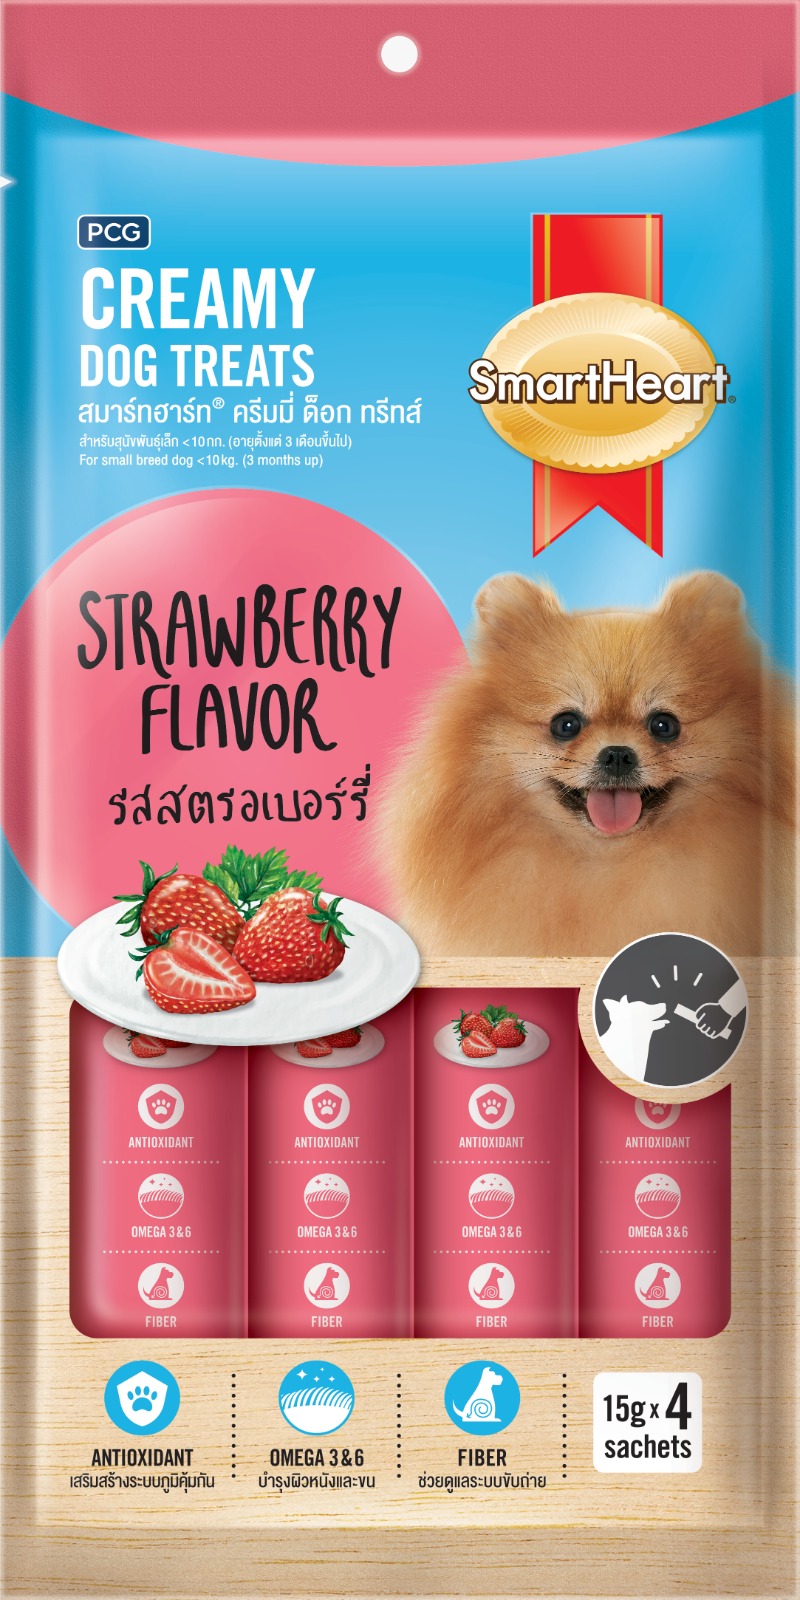 PCG
CREAMY
DOG TREATS
สมาร์ทฮาร์ท® ครีมมี่ ด็อก ทรีทส์
สำหรับสุนัขพันธุ์เล็ก <10กก. (อายุตั้งแต่ 3 เดือนขึ้นไป)
For small breed dog <10kg. (3 months up)
SmartHeart®
STRAWBERRY
FLAVOR
รสสตรอเบอร์รี่
ANTIOXIDANT ANTIOXIDANT ANTIOXIDANT ANTIOXIDANT
OMEGA 3&6 OMEGA 3&6 OMEGA 3&6 OMEGA 3&6
FIBER FIBER FIBER FIBER
ANTIOXIDANT
เสริมสร้างระบบภูมิคุ้มกัน
OMEGA 3&6
บำรุงผิวหนังและขน
FIBER
ช่วยดูแลระบบขับถ่าย
15g x 4
sachets